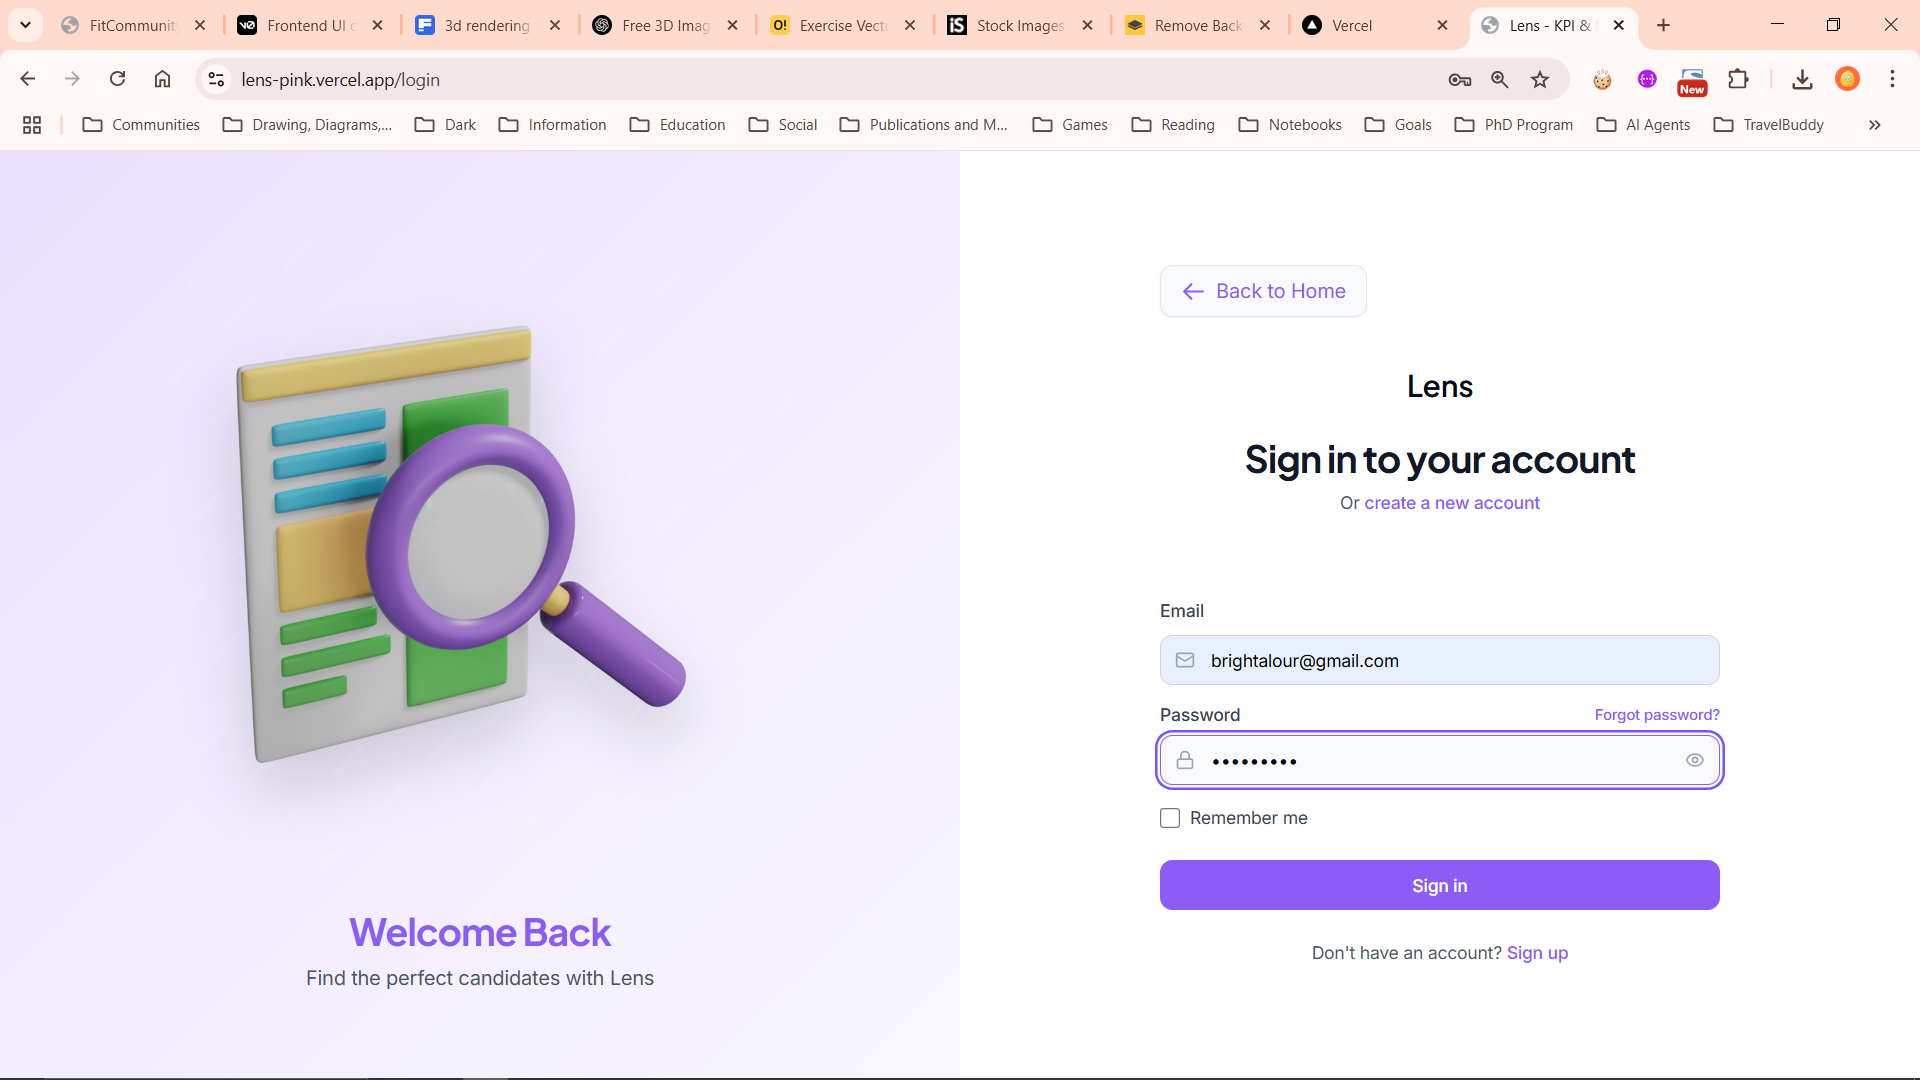 FitCommunity
Frontend UI c
3d rendering
Free 3D Imag
Exercise Vect
Stock Images
Remove Back
Vercel
Lens - KPI &
lens-pink.vercel.app/login
New
Communities
Drawing, Diagrams,...
Dark
Information
Education
Social
Publications and M...
Games
Reading
Notebooks
Goals
PhD Program
AI Agents
TravelBuddy
Back to Home
Lens
Sign in to your account
Or create a new account
Email
brightalour@gmail.com
Password
Forgot password?
Remember me
Sign in
Don't have an account? Sign up
Welcome Back
Find the perfect candidates with Lens